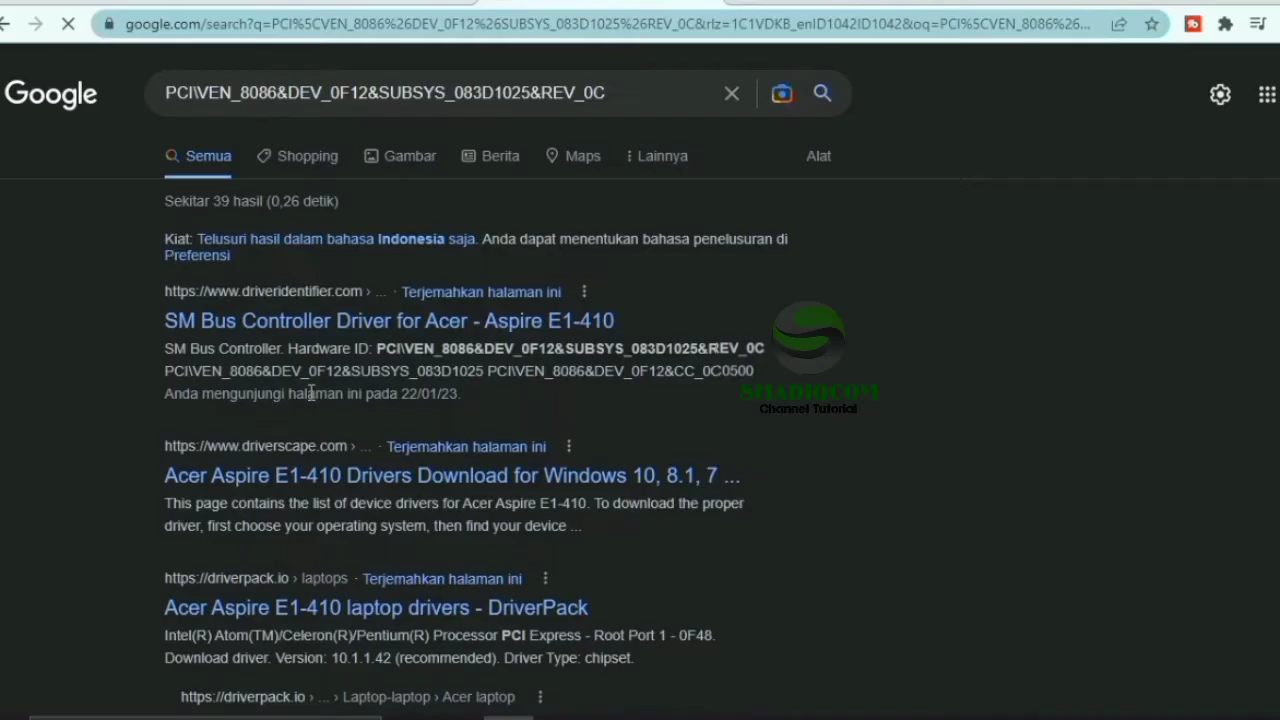 google.com/search?q=PCI%5CVEN_8086%26DEV_0F12%26SUBSYS_083D1025%26REV_0C&rlz=1C1VDKB_enID1042ID1042&oq=PCI%5CVEN_8086%26...
Google
PCI\VEN_8086&DEV_0F12&SUBSYS_083D1025&REV_0C
Semua Shopping Gambar Berita Maps Lainnya Alat
Sekitar 39 hasil (0,26 detik)
Kiat: Telusuri hasil dalam bahasa Indonesia saja. Anda dapat menentukan bahasa penelusuran di
Preferensi
https://www.driveridentifier.com › ... · Terjemahkan halaman ini
SM Bus Controller Driver for Acer - Aspire E1-410
SM Bus Controller. Hardware ID: PCI\VEN_8086&DEV_0F12&SUBSYS_083D1025&REV_0C
PCI\VEN_8086&DEV_0F12&SUBSYS_083D1025 PCI\VEN_8086&DEV_0F12&CC_0C0500
Anda mengunjungi halaman ini pada 22/01/23.
SHADHICOM
Channel Tutorial
https://www.driverscape.com › ... · Terjemahkan halaman ini
Acer Aspire E1-410 Drivers Download for Windows 10, 8.1, 7 ...
This page contains the list of device drivers for Acer Aspire E1-410. To download the proper
driver, first choose your operating system, then find your device ...
https://driverpack.io › laptops · Terjemahkan halaman ini
Acer Aspire E1-410 laptop drivers - DriverPack
Intel(R) Atom(TM)/Celeron(R)/Pentium(R) Processor PCI Express - Root Port 1 - 0F48.
Download driver. Version: 10.1.1.42 (recommended). Driver Type: chipset.
https://driverpack.io › ... › Laptop-laptop › Acer laptop